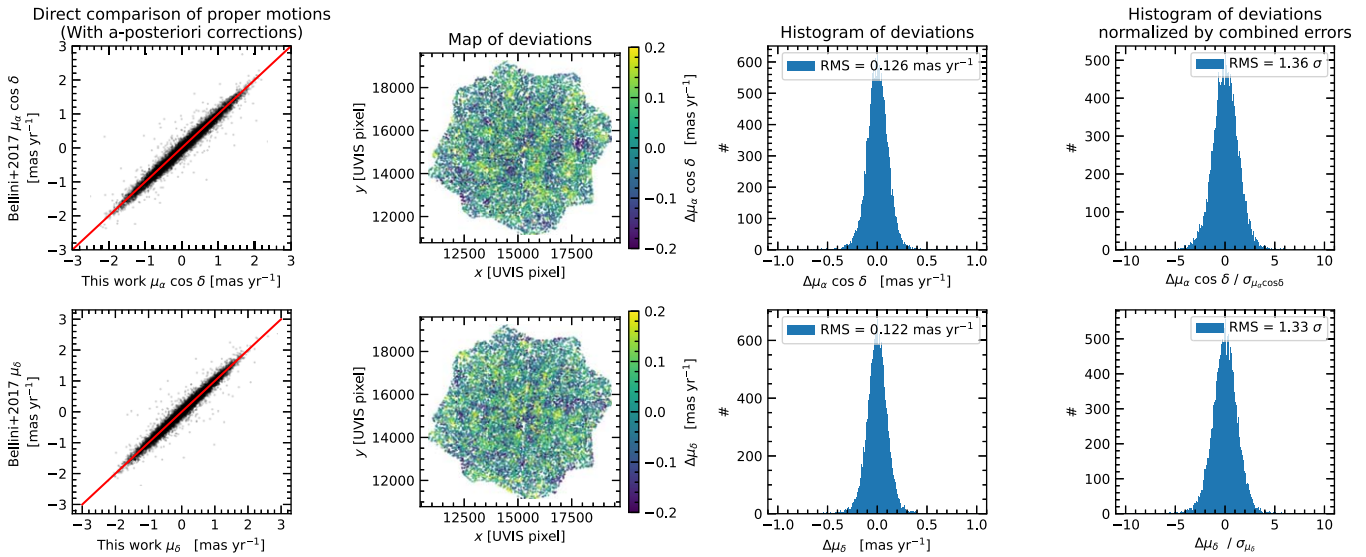 Direct comparison of proper motions
(With a-posteriori corrections)
3
2
1
0
−1
−2
−3
−3 −2 −1 0 1 2 3
Bellini+2017 μα cos δ
[mas yr⁻¹]
This work μα cos δ [mas yr⁻¹]
Map of deviations
18000
16000
14000
12000
12500 15000 17500
y [UVIS pixel]
x [UVIS pixel]
0.2
0.1
0.0
−0.1
−0.2
Δμα cos δ [mas yr⁻¹]
Histogram of deviations
RMS = 0.126 mas yr⁻¹
600
500
400
300
200
100
0
#
−1.0 −0.5 0.0 0.5 1.0
Δμα cos δ [mas yr⁻¹]
Histogram of deviations
normalized by combined errors
RMS = 1.36 σ
500
400
300
200
100
0
#
−10 −5 0 5 10
Δμα cos δ / σμαcosδ
3
2
1
0
−1
−2
−3
−3 −2 −1 0 1 2 3
Bellini+2017 μδ
[mas yr⁻¹]
This work μδ [mas yr⁻¹]
18000
16000
14000
12000
12500 15000 17500
y [UVIS pixel]
x [UVIS pixel]
0.2
0.1
0.0
−0.1
−0.2
Δμδ [mas yr⁻¹]
RMS = 0.122 mas yr⁻¹
600
400
200
0
#
−1.0 −0.5 0.0 0.5 1.0
Δμδ [mas yr⁻¹]
RMS = 1.33 σ
500
400
300
200
100
0
#
−10 −5 0 5 10
Δμδ / σμδ